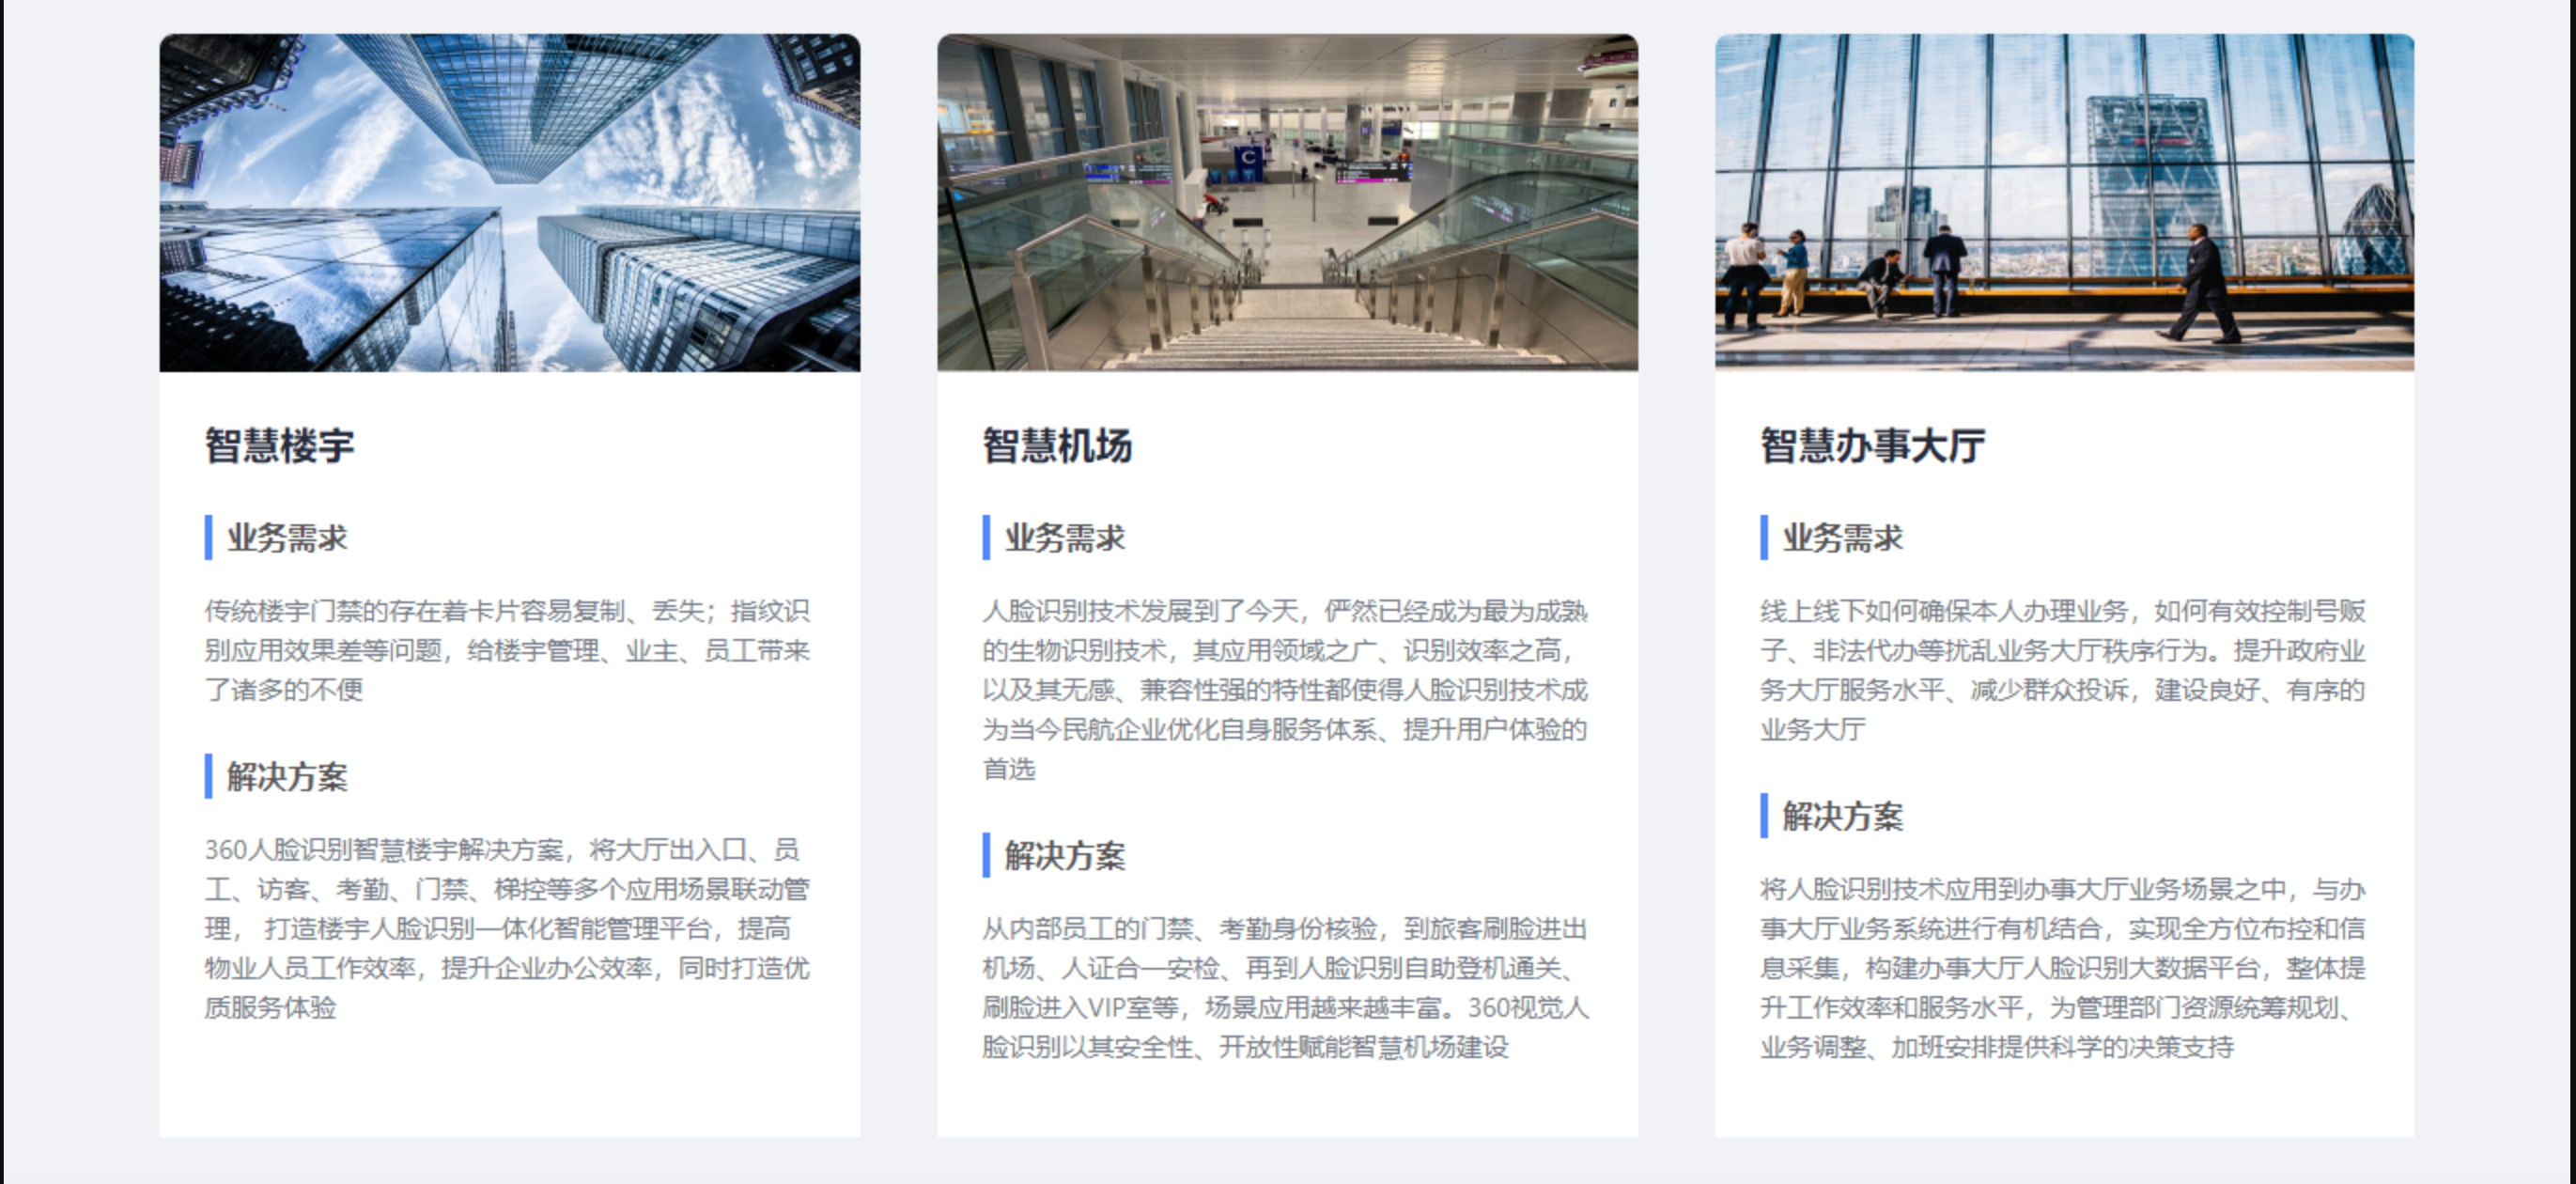 C
智慧楼宇
业务需求
传统楼宇门禁的存在着卡片容易复制、丢失；指纹识
别应用效果差等问题，给楼宇管理、业主、员工带来
了诸多的不便
解决方案
360人脸识别智慧楼宇解决方案，将大厅出入口、员
工、访客、考勤、门禁、梯控等多个应用场景联动管
理， 打造楼宇人脸识别一体化智能管理平台，提高
物业人员工作效率，提升企业办公效率，同时打造优
质服务体验
智慧机场
业务需求
人脸识别技术发展到了今天，俨然已经成为最为成熟
的生物识别技术，其应用领域之广、识别效率之高，
以及其无感、兼容性强的特性都使得人脸识别技术成
为当今民航企业优化自身服务体系、提升用户体验的
首选
解决方案
从内部员工的门禁、考勤身份核验，到旅客刷脸进出
机场、人证合一安检、再到人脸识别自助登机通关、
刷脸进入VIP室等，场景应用越来越丰富。360视觉人
脸识别以其安全性、开放性赋能智慧机场建设
智慧办事大厅
业务需求
线上线下如何确保本人办理业务，如何有效控制号贩
子、非法代办等扰乱业务大厅秩序行为。提升政府业
务大厅服务水平、减少群众投诉，建设良好、有序的
业务大厅
解决方案
将人脸识别技术应用到办事大厅业务场景之中，与办
事大厅业务系统进行有机结合，实现全方位布控和信
息采集，构建办事大厅人脸识别大数据平台，整体提
升工作效率和服务水平，为管理部门资源统筹规划、
业务调整、加班安排提供科学的决策支持